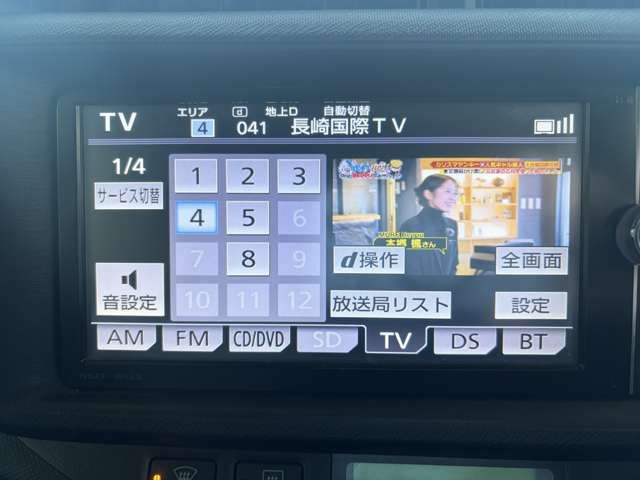 エリア d 地上D 自動切替
TV 4 041 長崎国際TV
1/4
サービス切替
1 2 3
4 5 6
7 8 9
10 11 12
音設定
さん
d操作 全画面
放送局リスト 設定
AM FM CD/DVD SD TV DS BT